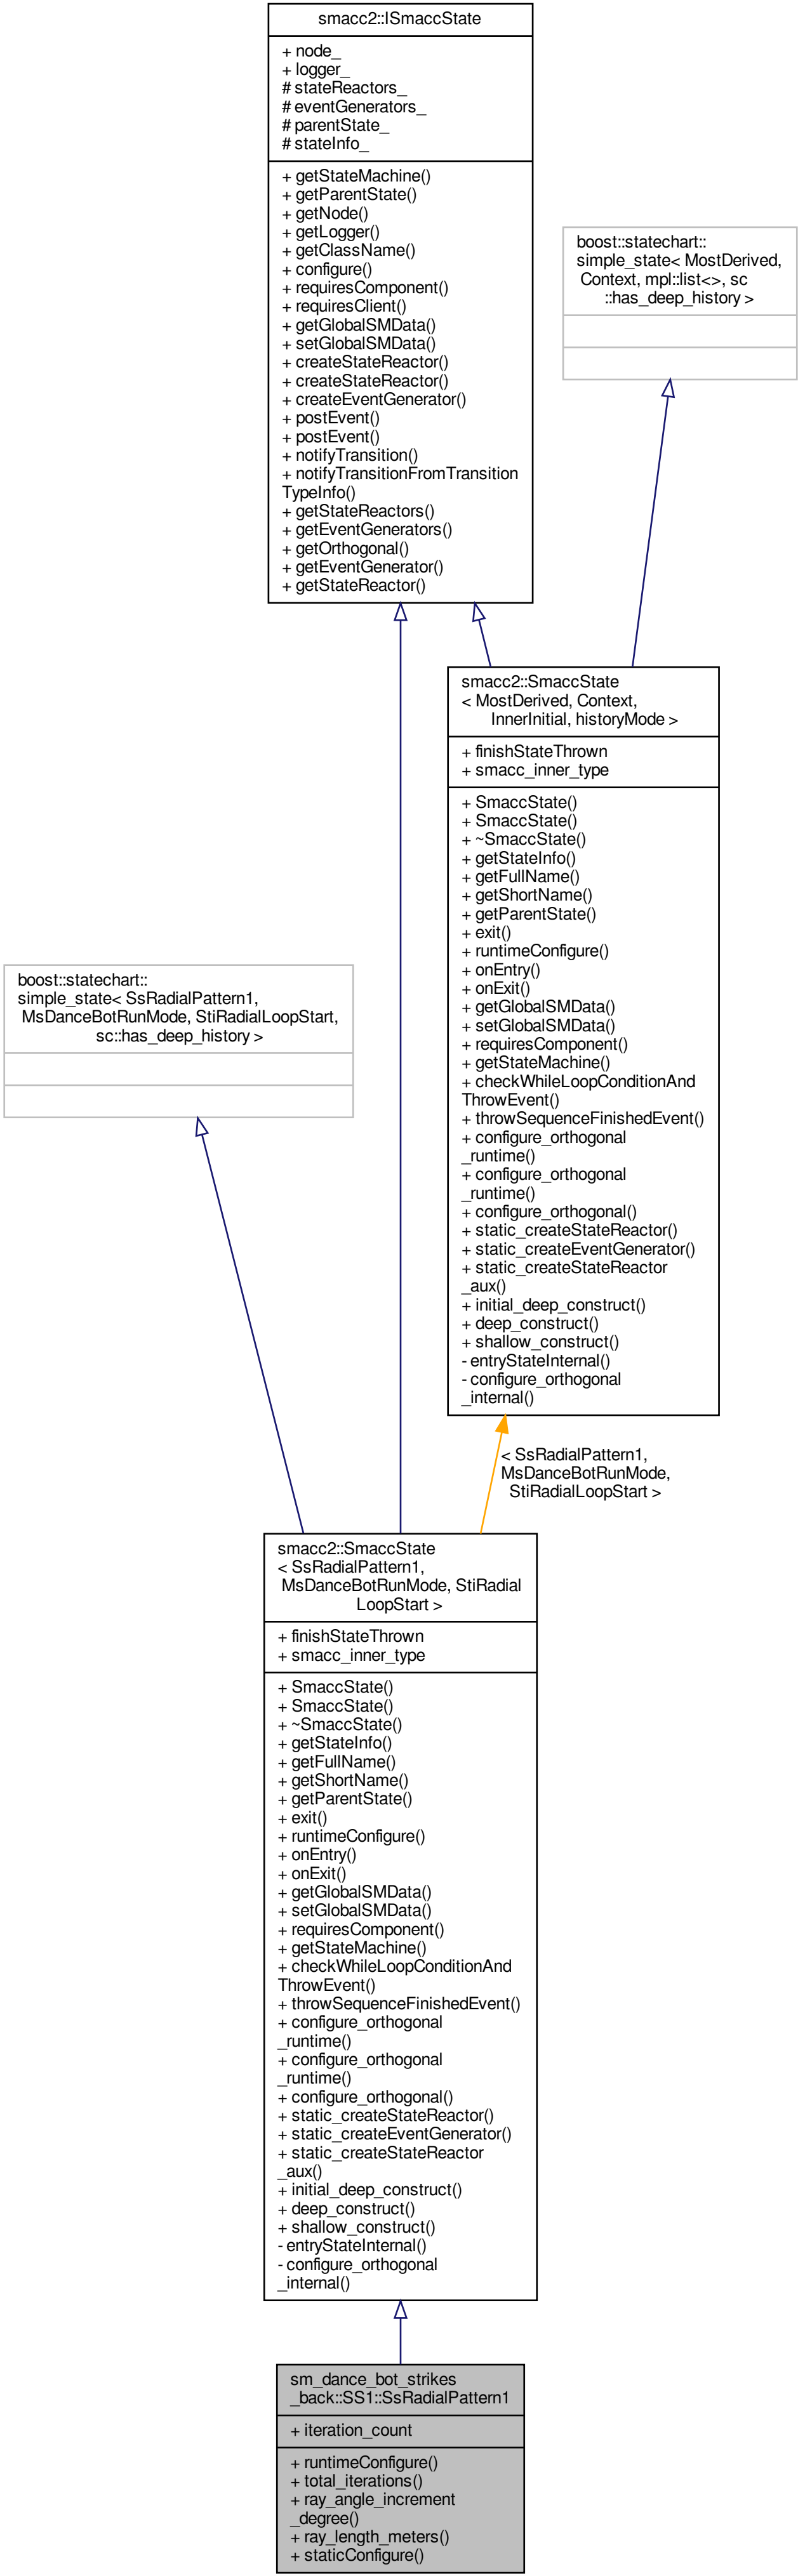 smacc2::ISmaccState
+ node_
+ logger_
# stateReactors_
# eventGenerators_
# parentState_
# stateInfo_
+ getStateMachine()
+ getParentState()
+ getNode()
+ getLogger()
+ getClassName()
+ configure()
+ requiresComponent()
+ requiresClient()
+ getGlobalSMData()
+ setGlobalSMData()
+ createStateReactor()
+ createStateReactor()
+ createEventGenerator()
+ postEvent()
+ postEvent()
+ notifyTransition()
+ notifyTransitionFromTransition
TypeInfo()
+ getStateReactors()
+ getEventGenerators()
+ getOrthogonal()
+ getEventGenerator()
+ getStateReactor()
boost::statechart::
simple_state< MostDerived,
Context, mpl::list<>, sc
::has_deep_history >
smacc2::SmaccState
< MostDerived, Context,
InnerInitial, historyMode >
+ finishStateThrown
+ smacc_inner_type
+ SmaccState()
+ SmaccState()
+ ~SmaccState()
+ getStateInfo()
+ getFullName()
+ getShortName()
+ getParentState()
+ exit()
+ runtimeConfigure()
+ onEntry()
+ onExit()
+ getGlobalSMData()
+ setGlobalSMData()
+ requiresComponent()
+ getStateMachine()
+ checkWhileLoopConditionAnd
ThrowEvent()
+ throwSequenceFinishedEvent()
+ configure_orthogonal
_runtime()
+ configure_orthogonal
_runtime()
+ configure_orthogonal()
+ static_createStateReactor()
+ static_createEventGenerator()
+ static_createStateReactor
_aux()
+ initial_deep_construct()
+ deep_construct()
+ shallow_construct()
- entryStateInternal()
- configure_orthogonal
_internal()
boost::statechart::
simple_state< SsRadialPattern1,
MsDanceBotRunMode, StiRadialLoopStart,
sc::has_deep_history >
< SsRadialPattern1,
MsDanceBotRunMode,
StiRadialLoopStart >
smacc2::SmaccState
< SsRadialPattern1,
MsDanceBotRunMode, StiRadial
LoopStart >
+ finishStateThrown
+ smacc_inner_type
+ SmaccState()
+ SmaccState()
+ ~SmaccState()
+ getStateInfo()
+ getFullName()
+ getShortName()
+ getParentState()
+ exit()
+ runtimeConfigure()
+ onEntry()
+ onExit()
+ getGlobalSMData()
+ setGlobalSMData()
+ requiresComponent()
+ getStateMachine()
+ checkWhileLoopConditionAnd
ThrowEvent()
+ throwSequenceFinishedEvent()
+ configure_orthogonal
_runtime()
+ configure_orthogonal
_runtime()
+ configure_orthogonal()
+ static_createStateReactor()
+ static_createEventGenerator()
+ static_createStateReactor
_aux()
+ initial_deep_construct()
+ deep_construct()
+ shallow_construct()
- entryStateInternal()
- configure_orthogonal
_internal()
sm_dance_bot_strikes
_back::SS1::SsRadialPattern1
+ iteration_count
+ runtimeConfigure()
+ total_iterations()
+ ray_angle_increment
_degree()
+ ray_length_meters()
+ staticConfigure()